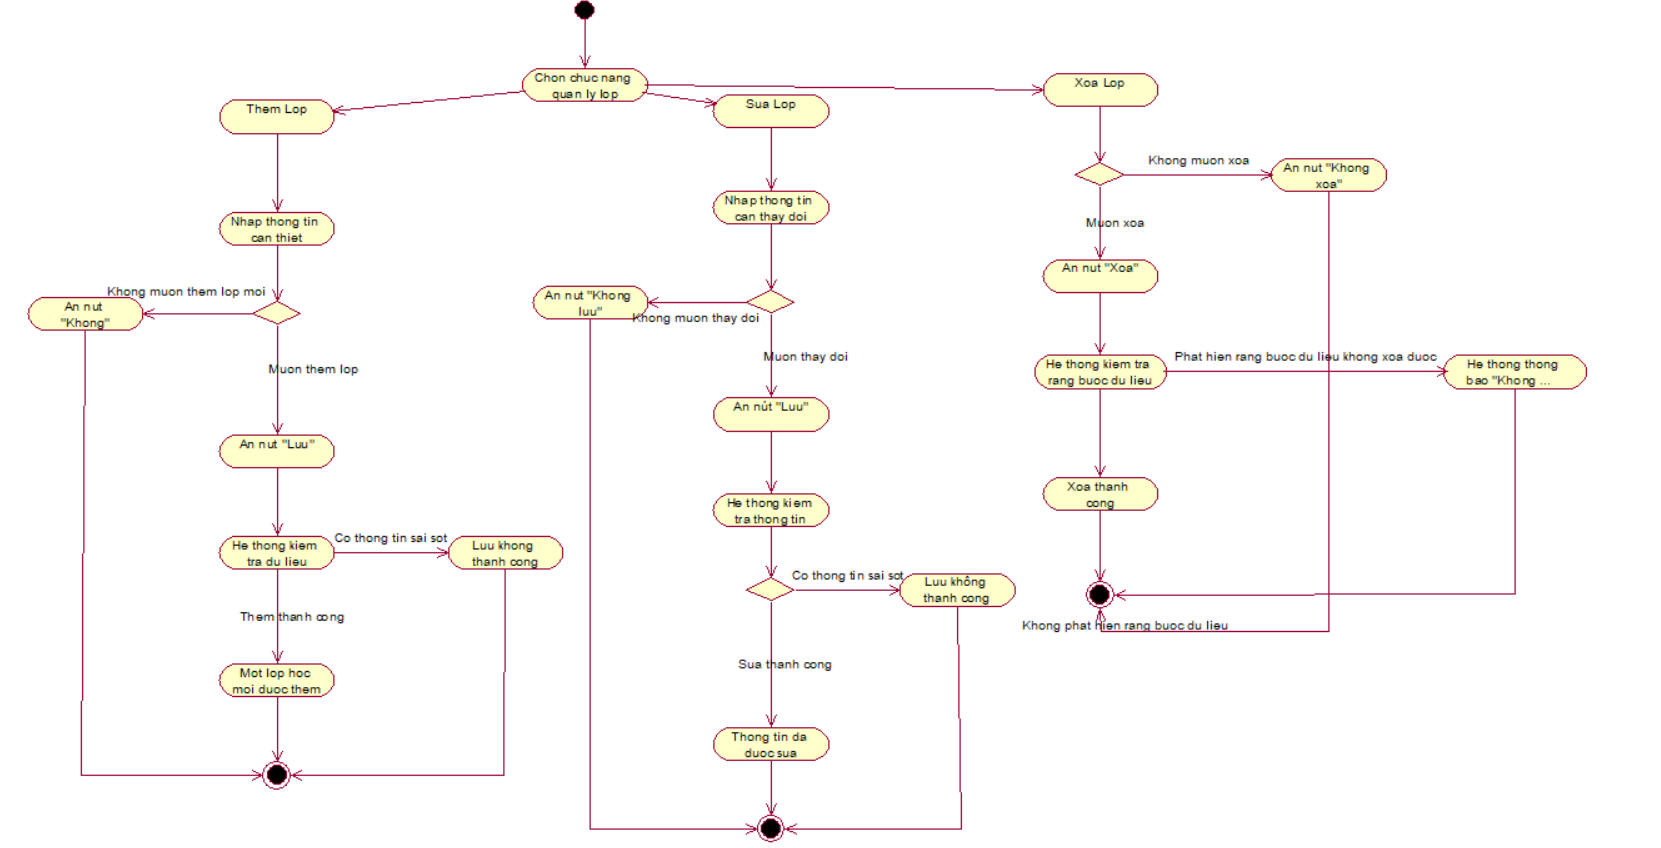 Chon chuc nang
quan ly lop
Them Lop
Nhap thong tin
can thiet
Khong muon them lop moi
An nut
"Khong"
Muon them lop
An nut "Luu"
He thong kiem
tra du lieu
Co thong tin sai sot
Luu khong
thanh cong
Them thanh cong
Mot lop hoc
moi duoc them
Sua Lop
Nhap thong tin
can thay doi
An nut "Khong
luu"
Khong muon thay doi
Muon thay doi
An nút "Luu"
He thong kiem
tra thong tin
Co thong tin sai sot
Luu không
thanh cong
Sua thanh cong
Thong tin da
duoc sua
Xoa Lop
Khong muon xoa
An nut "Khong
xoa"
Muon xoa
An nut "Xoa"
He thong kiem tra
rang buoc du lieu
Phat hien rang buoc du lieu khong xoa duoc
He thong thong
bao "Khong ...
Xoa thanh
cong
Khong phat hien rang buoc du lieu